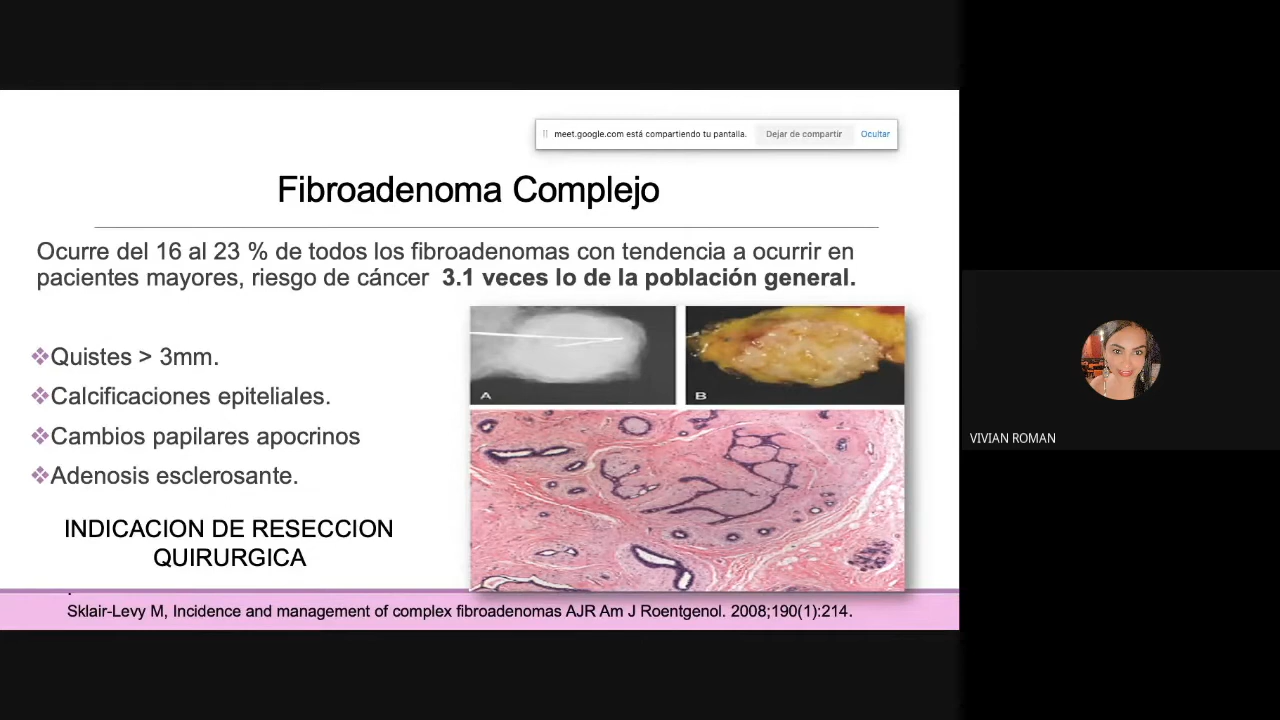 meet.google.com está compartiendo tu pantalla. Dejar de compartir Ocultar
Fibroadenoma Complejo
Ocurre del 16 al 23 % de todos los fibroadenomas con tendencia a ocurrir en
pacientes mayores, riesgo de cáncer 3.1 veces lo de la población general.
❖Quistes > 3mm.
❖Calcificaciones epiteliales.
❖Cambios papilares apocrinos
❖Adenosis esclerosante.
A
B
INDICACION DE RESECCION
QUIRURGICA
Sklair-Levy M, Incidence and management of complex fibroadenomas AJR Am J Roentgenol. 2008;190(1):214.
VIVIAN ROMAN